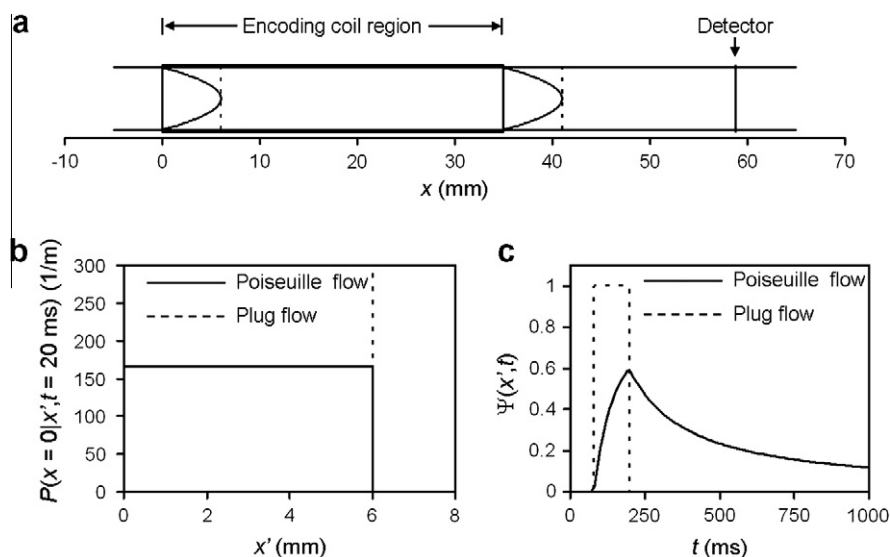 a
Encoding coil region
Detector
-10 0 10 20 30 40 50 60 70
x (mm)
b
P(x = 0|x',t = 20 ms) (1/m)
300
250
200
150
100
50
0
Poiseuille flow
Plug flow
0 2 4 6 8
x' (mm)
c
Ψ(x',t)
1
0.8
0.6
0.4
0.2
0
Poiseuille flow
Plug flow
0 250 500 750 1000
t (ms)